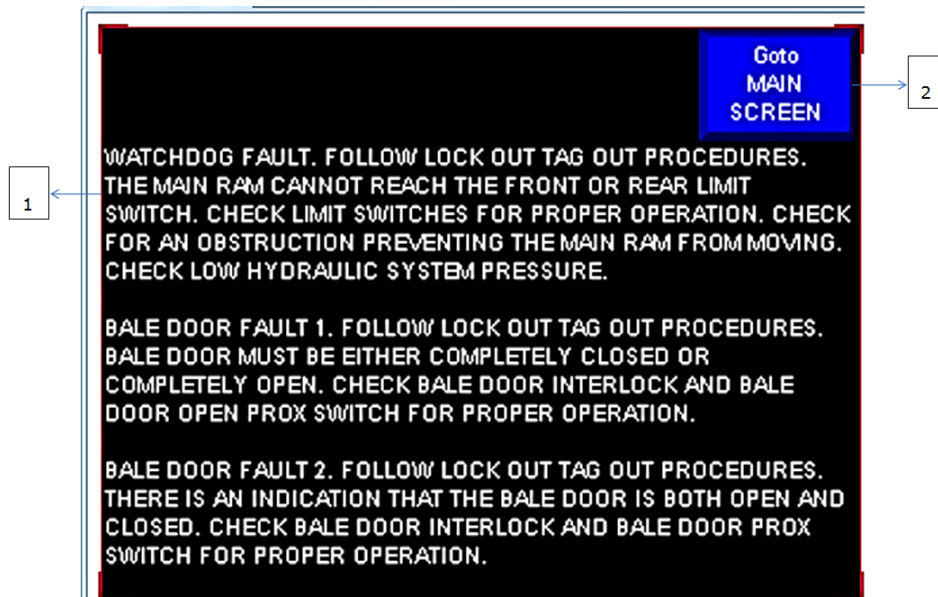 Goto
MAIN
SCREEN
2
1
WATCHDOG FAULT. FOLLOW LOCK OUT TAG OUT PROCEDURES.
THE MAIN RAM CANNOT REACH THE FRONT OR REAR LIMIT
SWITCH. CHECK LIMIT SWITCHES FOR PROPER OPERATION. CHECK
FOR AN OBSTRUCTION PREVENTING THE MAIN RAM FROM MOVING.
CHECK LOW HYDRAULIC SYSTEM PRESSURE.
BALE DOOR FAULT 1. FOLLOW LOCK OUT TAG OUT PROCEDURES.
BALE DOOR MUST BE EITHER COMPLETELY CLOSED OR
COMPLETELY OPEN. CHECK BALE DOOR INTERLOCK AND BALE
DOOR OPEN PROX SWITCH FOR PROPER OPERATION.
BALE DOOR FAULT 2. FOLLOW LOCK OUT TAG OUT PROCEDURES.
THERE IS AN INDICATION THAT THE BALE DOOR IS BOTH OPEN AND
CLOSED. CHECK BALE DOOR INTERLOCK AND BALE DOOR PROX
SWITCH FOR PROPER OPERATION.